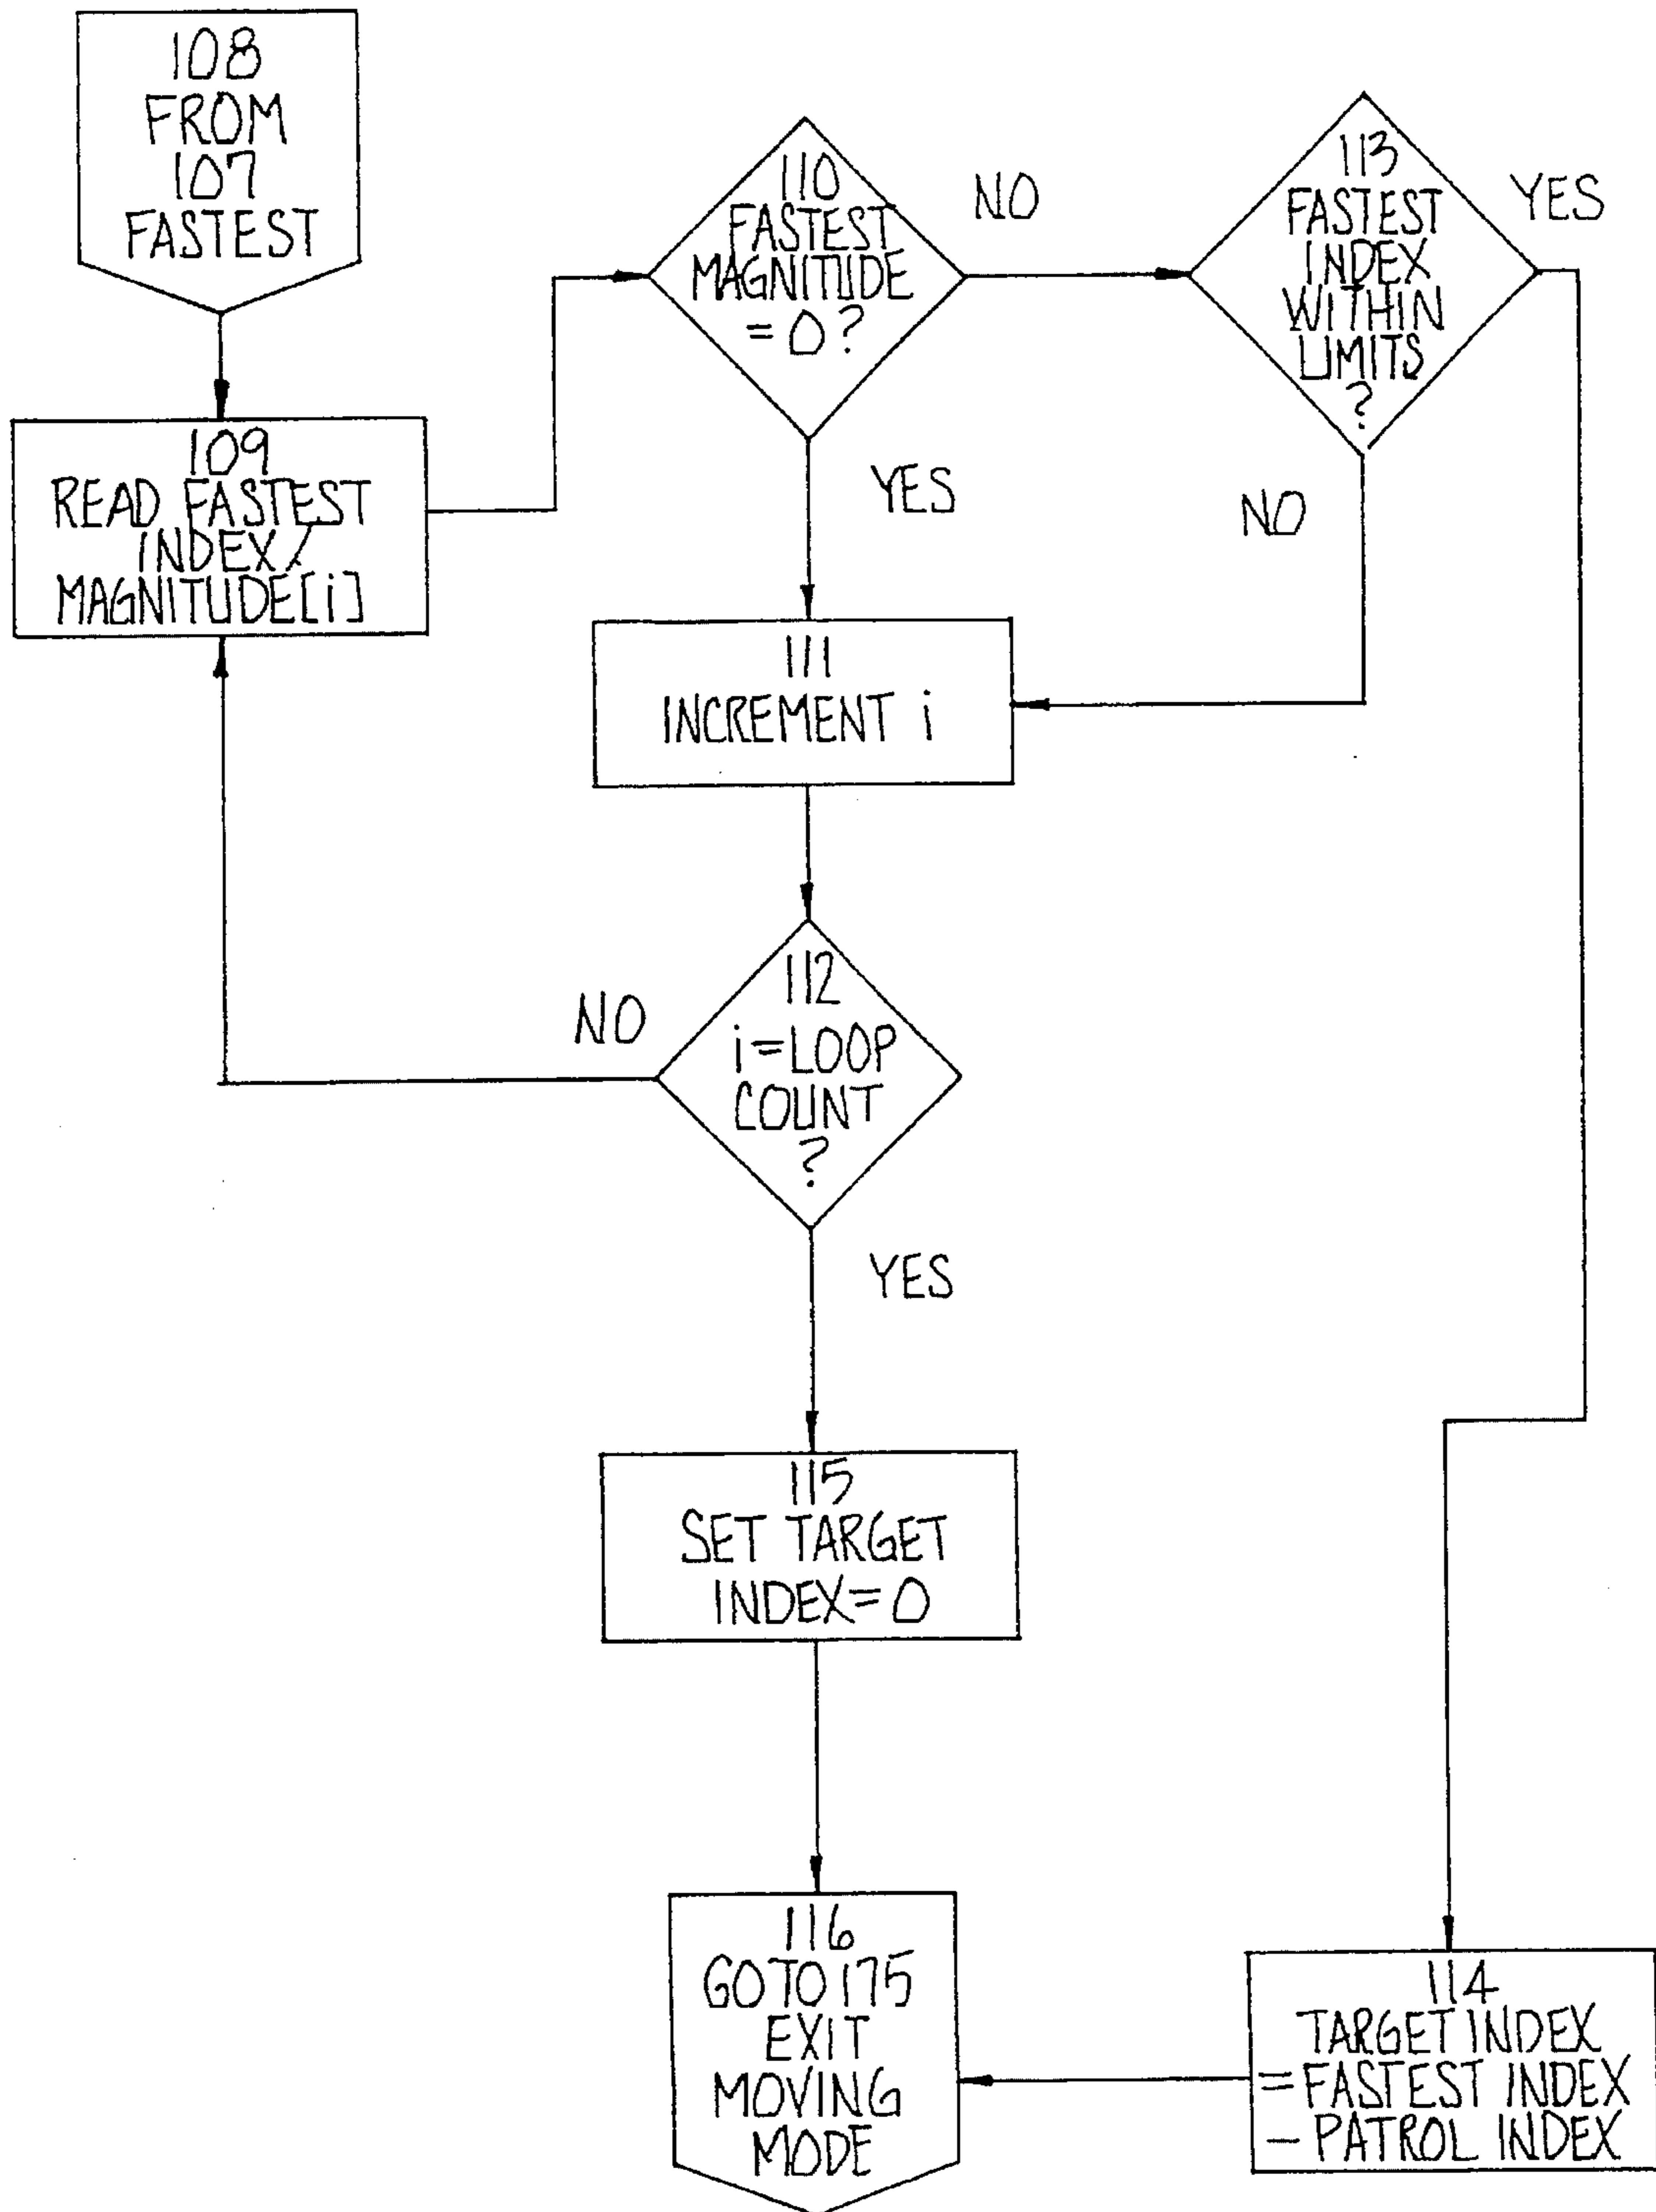 108
FROM
107
FASTEST
109
READ FASTEST
INDEX/
MAGNITUDE[i]
110
FASTEST
MAGNITUDE
= 0 ?
NO
YES
113
FASTEST
INDEX
WITHIN
LIMITS
?
YES
NO
111
INCREMENT i
112
i=LOOP
COUNT
?
NO
YES
115
SET TARGET
INDEX=0
116
GO TO 175
EXIT
MOVING
MODE
114
TARGET INDEX
=FASTEST INDEX
- PATROL INDEX